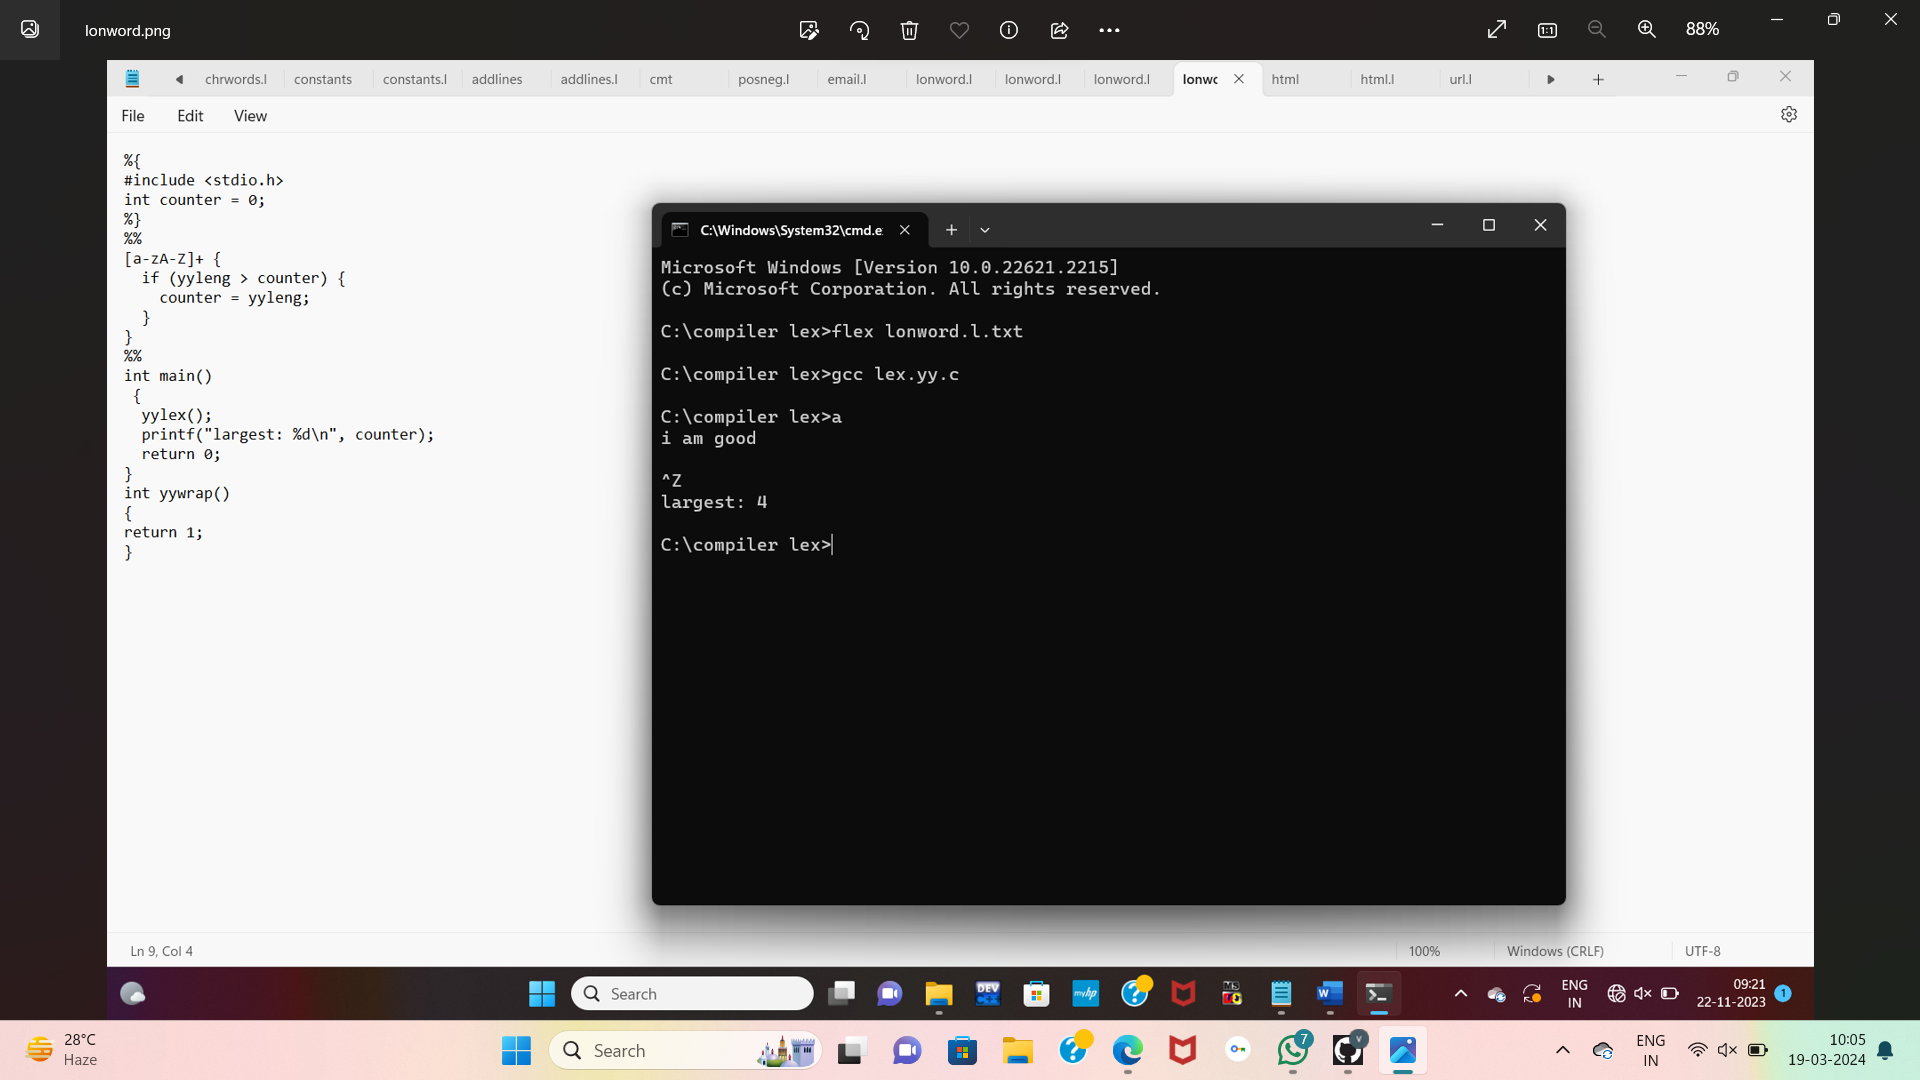 lonword.png
88%
chrwords.l constants constants.l addlines addlines.l cmt posneg.l email.l lonword.l lonword.l lonword.l lonwc html html.l url.l
File Edit View
%{
#include <stdio.h>
int counter = 0;
%}
%%
[a-zA-Z]+ {
if (yyleng > counter) {
counter = yyleng;
}
}
%%
int main()
{
yylex();
printf("largest: %d\n", counter);
return 0;
}
int yywrap()
{
return 1;
}
C:\Windows\System32\cmd.e
Microsoft Windows [Version 10.0.22621.2215]
(c) Microsoft Corporation. All rights reserved.
C:\compiler lex>flex lonword.l.txt
C:\compiler lex>gcc lex.yy.c
C:\compiler lex>a
i am good
^Z
largest: 4
C:\compiler lex>
Ln 9, Col 4
100% Windows (CRLF) UTF-8
Search
DEV C++
myhp
ENG
IN
09:21
22-11-2023
1
28°C
Haze
Search
7
V
ENG
IN
10:05
19-03-2024